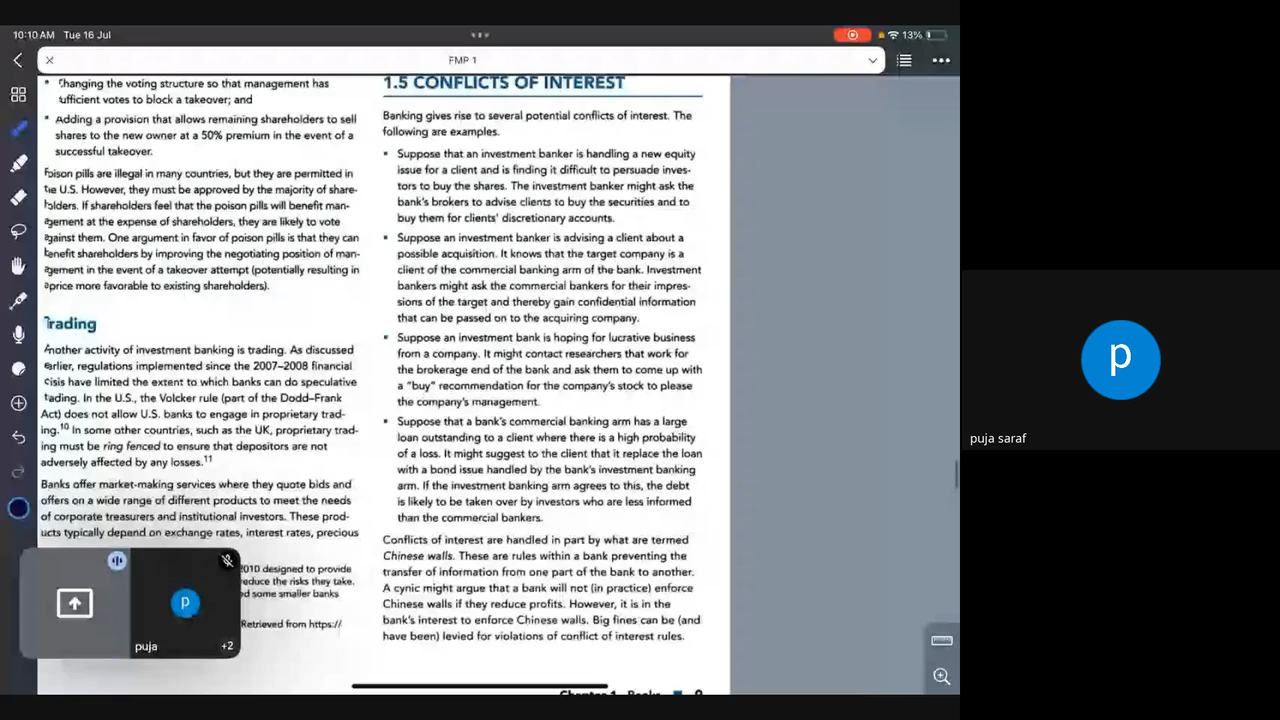 10:10 AM Tue 16 Jul
13%
FMP 1
Changing the voting structure so that management has
sufficient votes to block a takeover; and
Adding a provision that allows remaining shareholders to sell
shares to the new owner at a 50% premium in the event of a
successful takeover.
Poison pills are illegal in many countries, but they are permitted in
the U.S. However, they must be approved by the majority of share-
holders. If shareholders feel that the poison pills will benefit man-
agement at the expense of shareholders, they are likely to vote
against them. One argument in favor of poison pills is that they can
benefit shareholders by improving the negotiating position of man-
agement in the event of a takeover attempt (potentially resulting in
a price more favorable to existing shareholders).
Trading
Another activity of investment banking is trading. As discussed
earlier, regulations implemented since the 2007–2008 financial
crisis have limited the extent to which banks can do speculative
trading. In the U.S., the Volcker rule (part of the Dodd–Frank
Act) does not allow U.S. banks to engage in proprietary trad-
ing.10 In some other countries, such as the UK, proprietary trad-
ing must be ring fenced to ensure that depositors are not
adversely affected by any losses.11
Banks offer market-making services where they quote bids and
offers on a wide range of different products to meet the needs
of corporate treasurers and institutional investors. These prod-
ucts typically depend on exchange rates, interest rates, precious
2010 designed to provide
reduce the risks they take.
d some smaller banks
Retrieved from https://
1.5 CONFLICTS OF INTEREST
Banking gives rise to several potential conflicts of interest. The
following are examples.
Suppose that an investment banker is handling a new equity
issue for a client and is finding it difficult to persuade inves-
tors to buy the shares. The investment banker might ask the
bank's brokers to advise clients to buy the securities and to
buy them for clients' discretionary accounts.
Suppose an investment banker is advising a client about a
possible acquisition. It knows that the target company is a
client of the commercial banking arm of the bank. Investment
bankers might ask the commercial bankers for their impres-
sions of the target and thereby gain confidential information
that can be passed on to the acquiring company.
Suppose an investment bank is hoping for lucrative business
from a company. It might contact researchers that work for
the brokerage end of the bank and ask them to come up with
a "buy" recommendation for the company's stock to please
the company's management.
Suppose that a bank's commercial banking arm has a large
loan outstanding to a client where there is a high probability
of a loss. It might suggest to the client that it replace the loan
with a bond issue handled by the bank's investment banking
arm. If the investment banking arm agrees to this, the debt
is likely to be taken over by investors who are less informed
than the commercial bankers.
Conflicts of interest are handled in part by what are termed
Chinese walls. These are rules within a bank preventing the
transfer of information from one part of the bank to another.
A cynic might argue that a bank will not (in practice) enforce
Chinese walls if they reduce profits. However, it is in the
bank's interest to enforce Chinese walls. Big fines can be (and
have been) levied for violations of conflict of interest rules.
Chapter 1 Banks 9
p
puja
+2
p
puja saraf